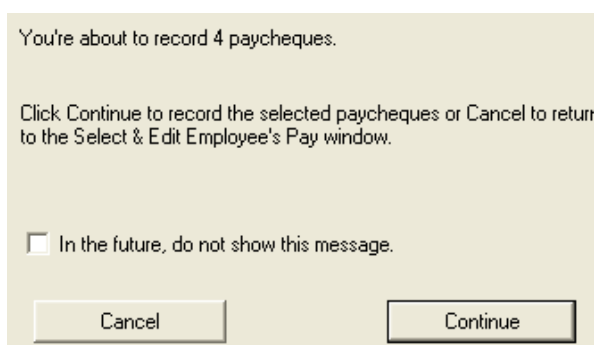 You're about to record 4 paycheques.
Click Continue to record the selected paycheques or Cancel to return
to the Select & Edit Employee's Pay window.
In the future, do not show this message.
Cancel
Continue